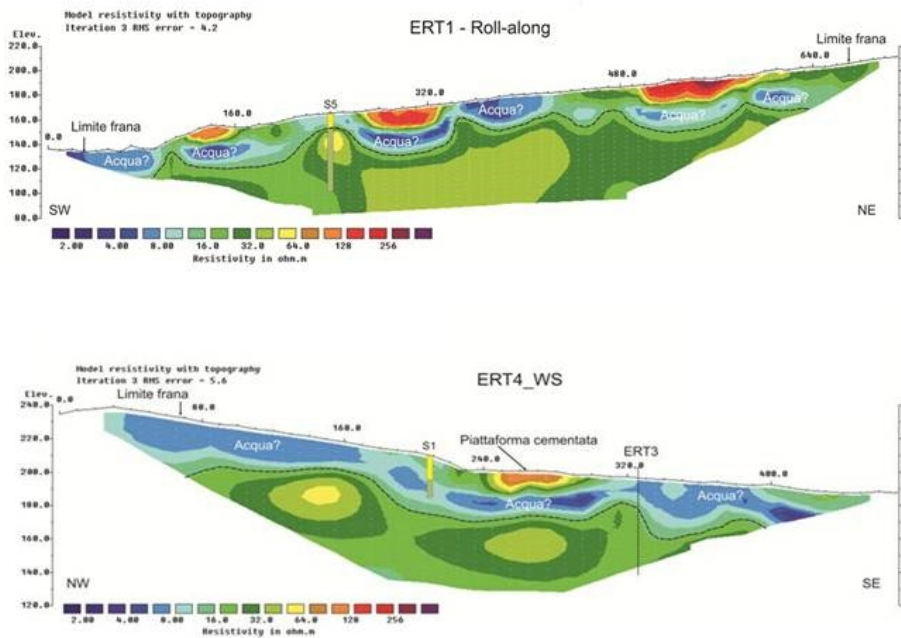 Model resistivity with topography
Iteration 3 RMS error = 4.2
ERT1 - Roll-along
Elev.
220.0
200.0
180.0
160.0
140.0
120.0
100.0
80.0
0.0
160.0
320.0
480.0
640.0
Limite frana
Limite frana
S5
Acqua?
Acqua?
Acqua?
Acqua?
Acqua?
Acqua?
SW
NE
2.00 4.00 8.00 16.0 32.0 64.0 128 256
Resistivity in ohm.m
Model resistivity with topography
Iteration 3 RMS error = 5.6
ERT4_WS
Elev.
240.0
220.0
200.0
180.0
160.0
140.0
120.0
0.0
80.0
160.0
240.0
320.0
400.0
Limite frana
S1
Piattaforma cementata
ERT3
Acqua?
Acqua?
Acqua?
NW
SE
2.00 4.00 8.00 16.0 32.0 64.0 128 256
Resistivity in ohm.m